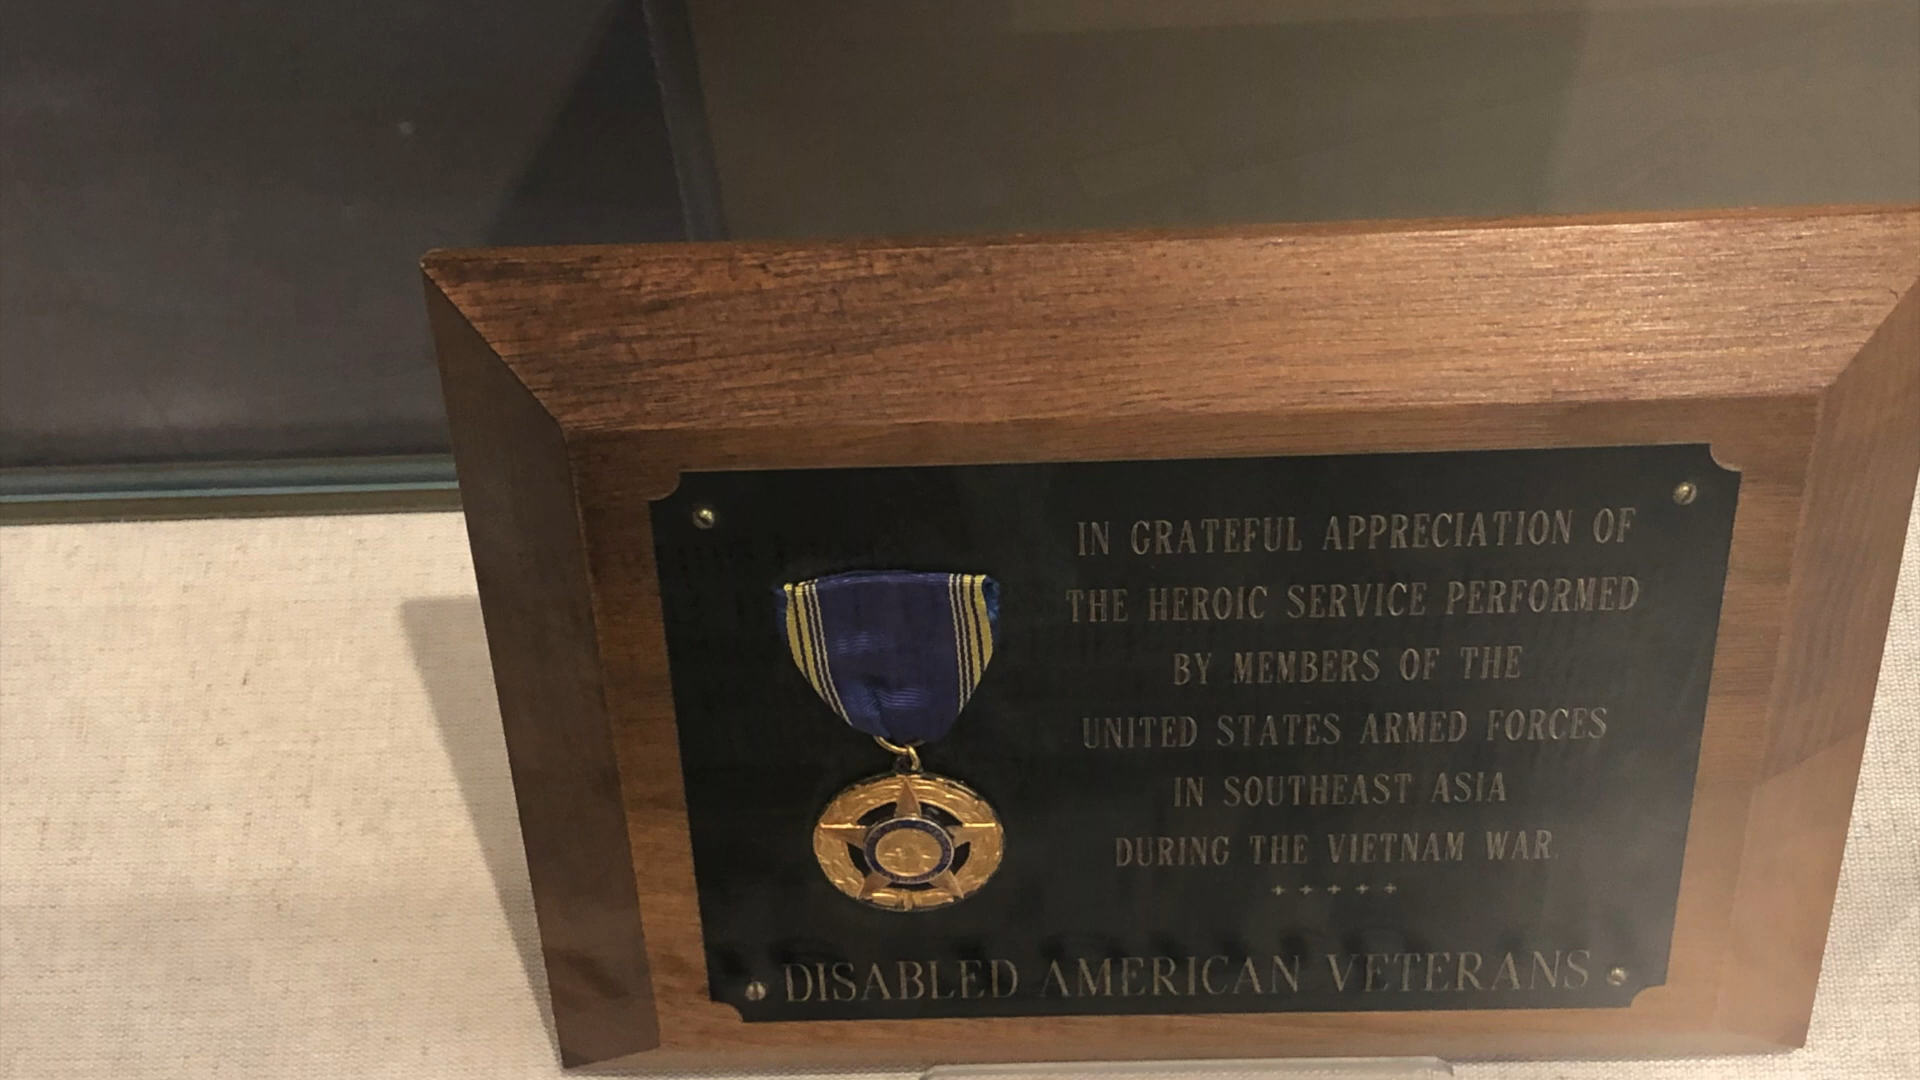 IN GRATEFUL APPRECIATION OF
THE HEROIC SERVICE PERFORMED
BY MEMBERS OF THE
UNITED STATES ARMED FORCES
IN SOUTHEAST ASIA
DURING THE VIETNAM WAR.
+ + + + +
DISABLED AMERICAN VETERANS